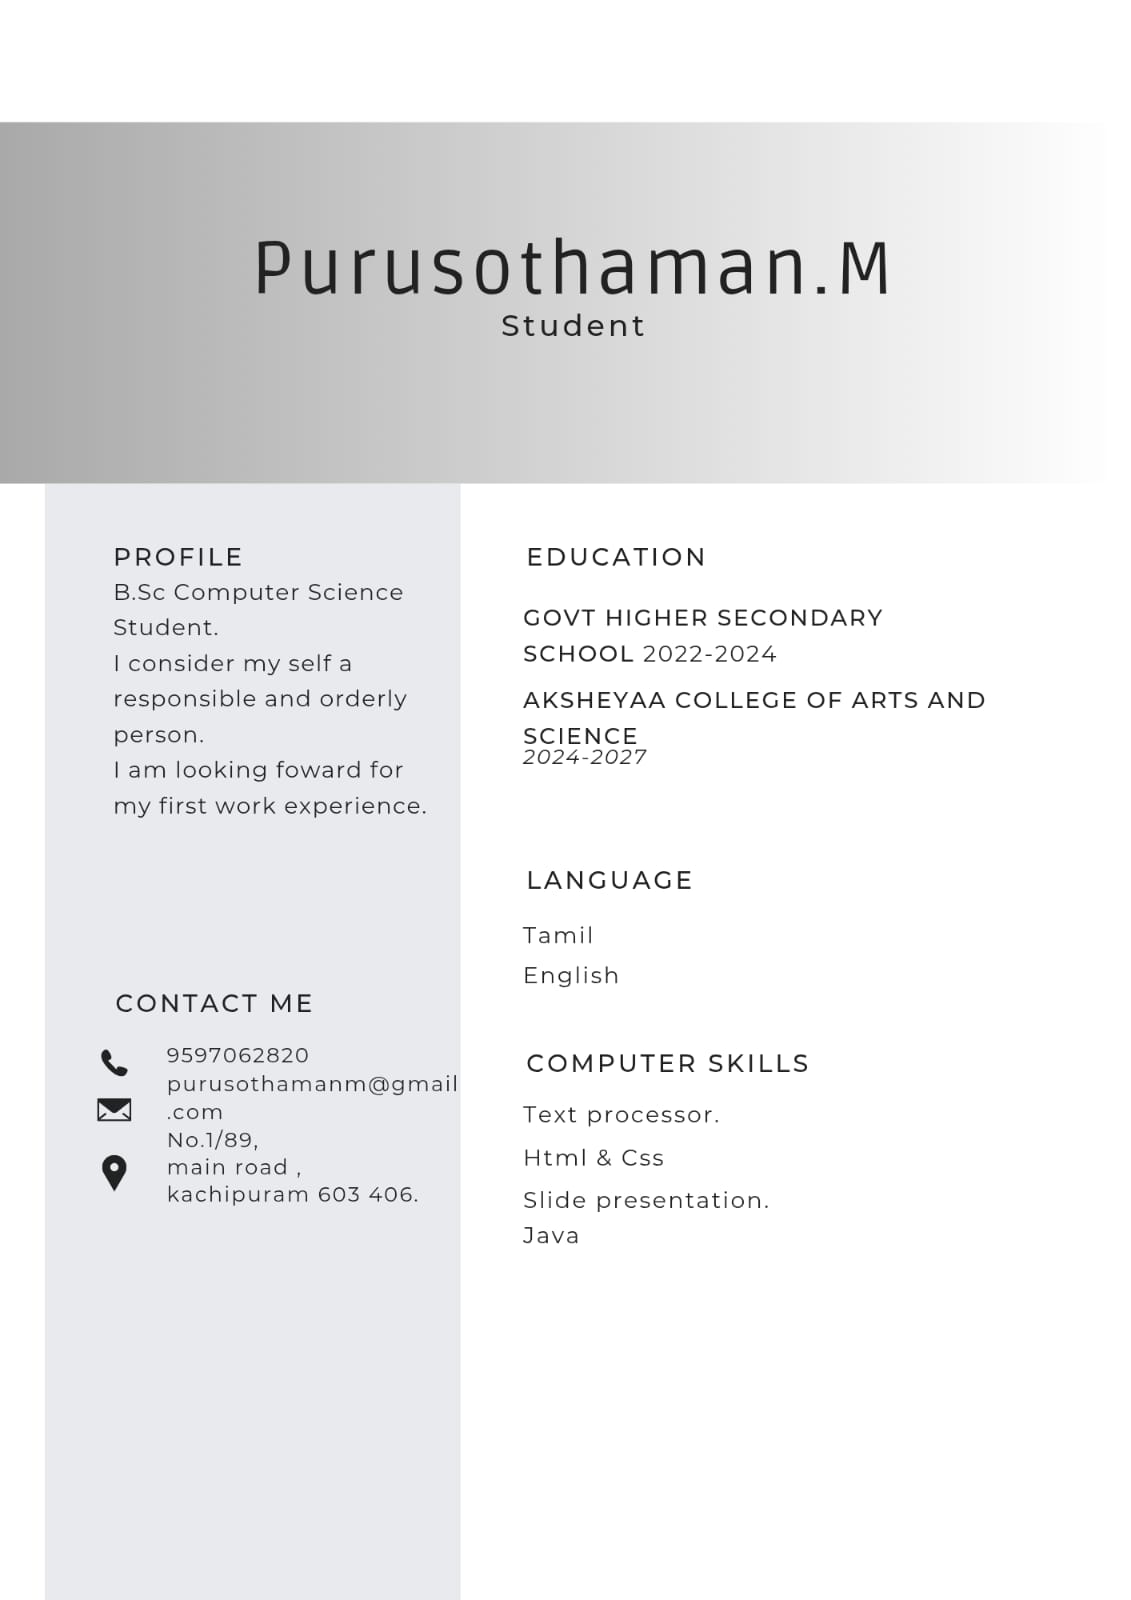 Purusothaman.M
Student
PROFILE
B.Sc Computer Science
Student.
I consider my self a
responsible and orderly
person.
I am looking foward for
my first work experience.
CONTACT ME
9597062820
purusothamanm@gmail
.com
No.1/89,
main road ,
kachipuram 603 406.
EDUCATION
GOVT HIGHER SECONDARY
SCHOOL 2022-2024
AKSHEYAA COLLEGE OF ARTS AND
SCIENCE
2024-2027
LANGUAGE
Tamil
English
COMPUTER SKILLS
Text processor.
Html & Css
Slide presentation.
Java